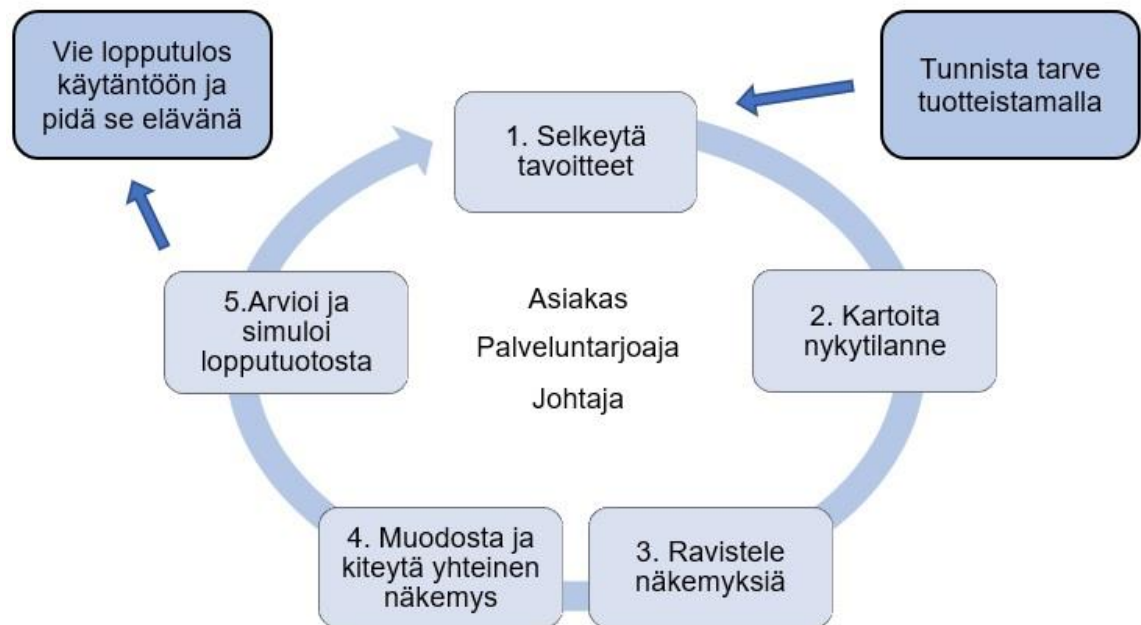 Vie lopputulos
käytäntöön ja
pidä se elävänä
Tunnista tarve
tuotteistamalla
1. Selkeytä
tavoitteet
2. Kartoita
nykytilanne
3. Ravistele
näkemyksiä
4. Muodosta ja
kiteytä yhteinen
näkemys
5.Arvioi ja
simuloi
lopputuotosta
Asiakas
Palveluntarjoaja
Johtaja